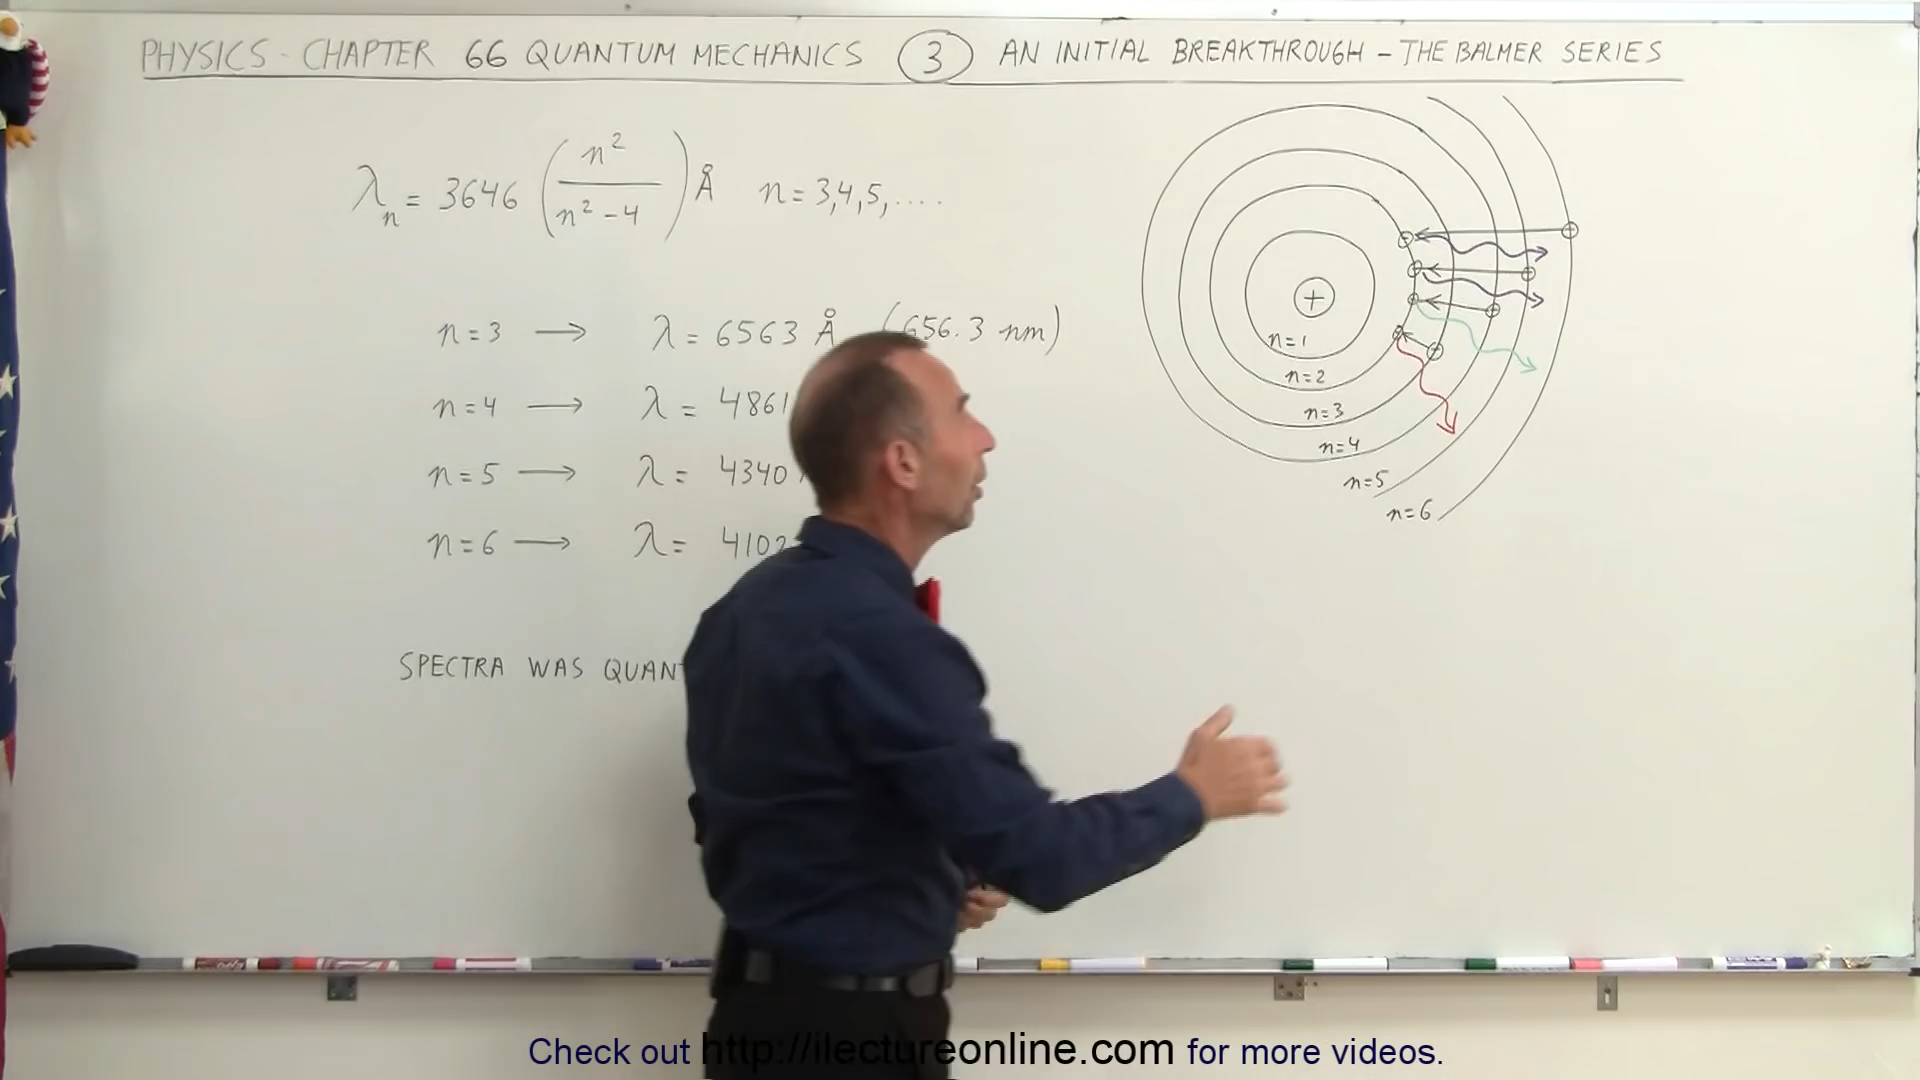 PHYSICS - CHAPTER 66 QUANTUM MECHANICS 3 AN INITIAL BREAKTHROUGH - THE BALMER SERIES
λn = 3646 (n² / n² - 4) Å n = 3,4,5,....
n=3 → λ = 6563 Å (656.3 nm)
n=4 → λ = 4861
n=5 → λ = 4340
n=6 → λ = 4102
SPECTRA WAS QUANT
+
n=1
n=2
n=3
n=4
n=5
n=6
Check out http://ilectureonline.com for more videos.